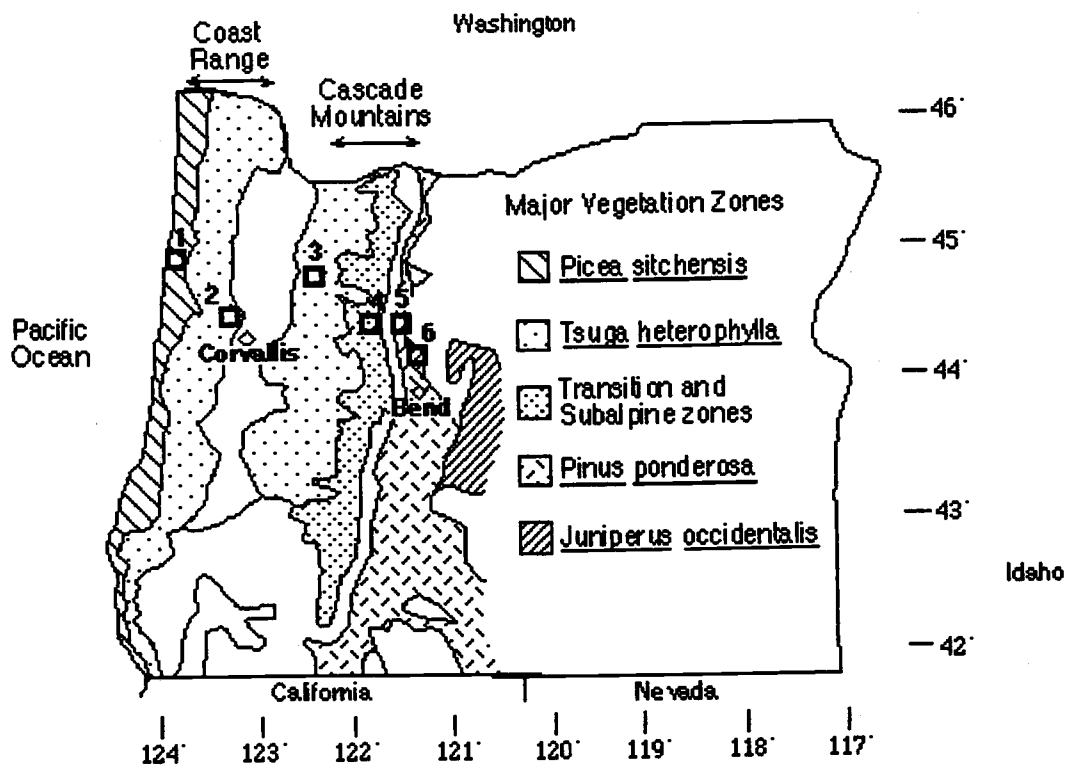 Washington
Coast
Range
Cascade
Mountains
46°
Major Vegetation Zones
45°
1
3
Picea sitchensis
2
4 5
Pacific
Ocean
Tsuga heterophylla
6
Corvallis
44°
Transition and
Subalpine zones
Bend
Pinus ponderosa
43°
Juniperus occidentalis
Idaho
42°
California
Nevada
124° 123° 122° 121° 120° 119° 118° 117°